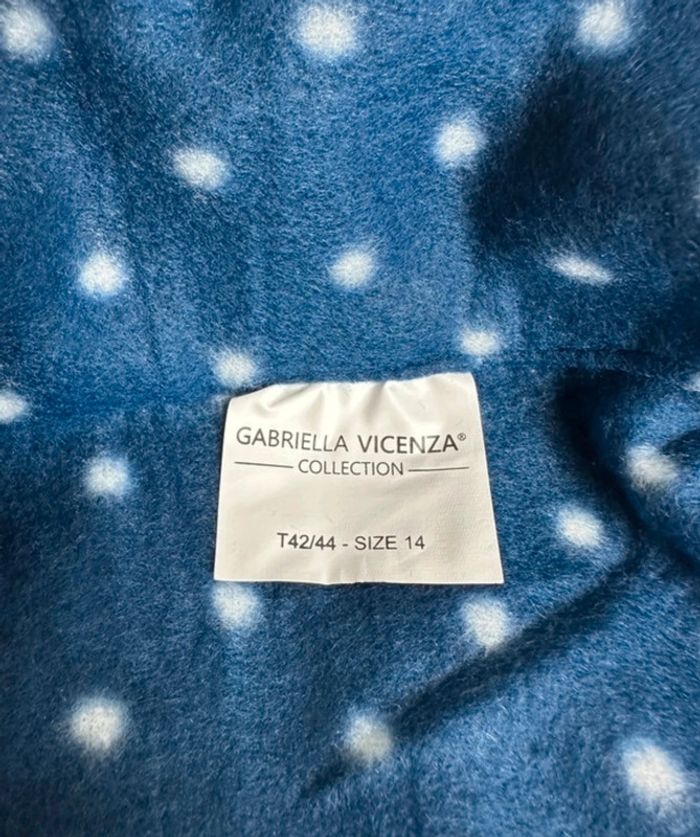 GABRIELLA VICENZA®
COLLECTION
T42/44 - SIZE 14